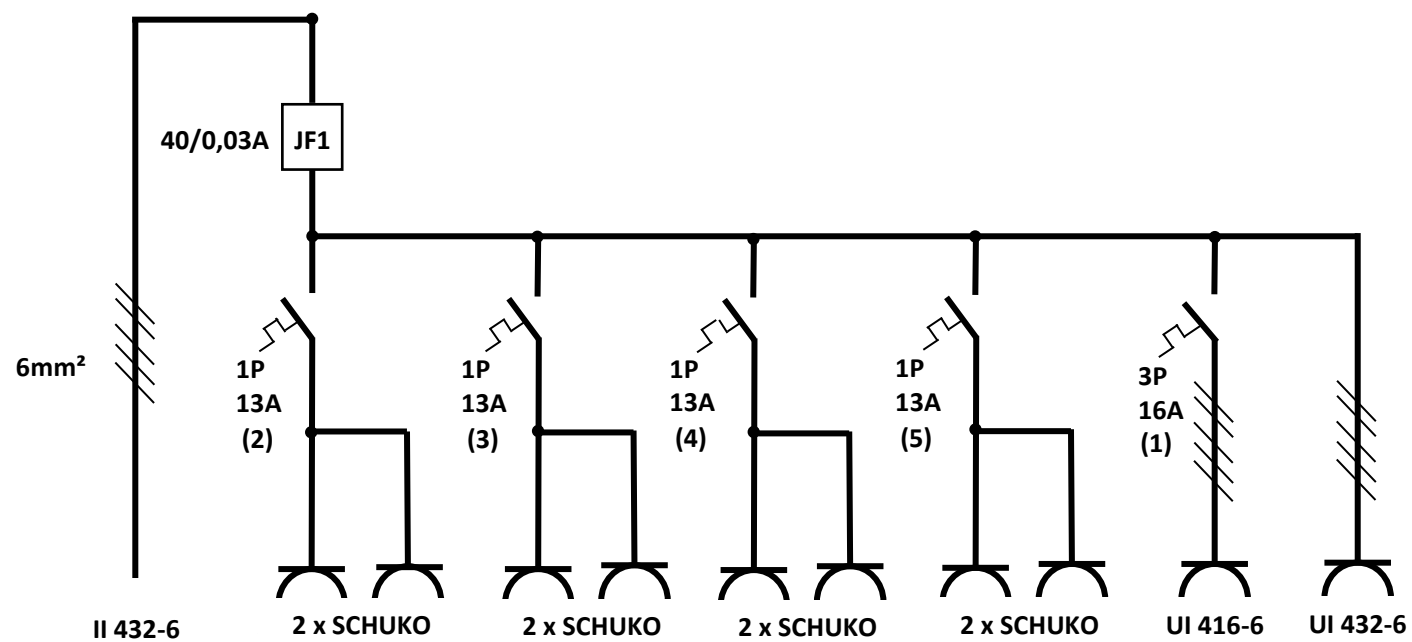 40/0,03A
JF1
6mm²
1P
13A
(2)
1P
13A
(3)
1P
13A
(4)
1P
13A
(5)
3P
16A
(1)
II 432-6
2 x SCHUKO
2 x SCHUKO
2 x SCHUKO
2 x SCHUKO
UI 416-6
UI 432-6